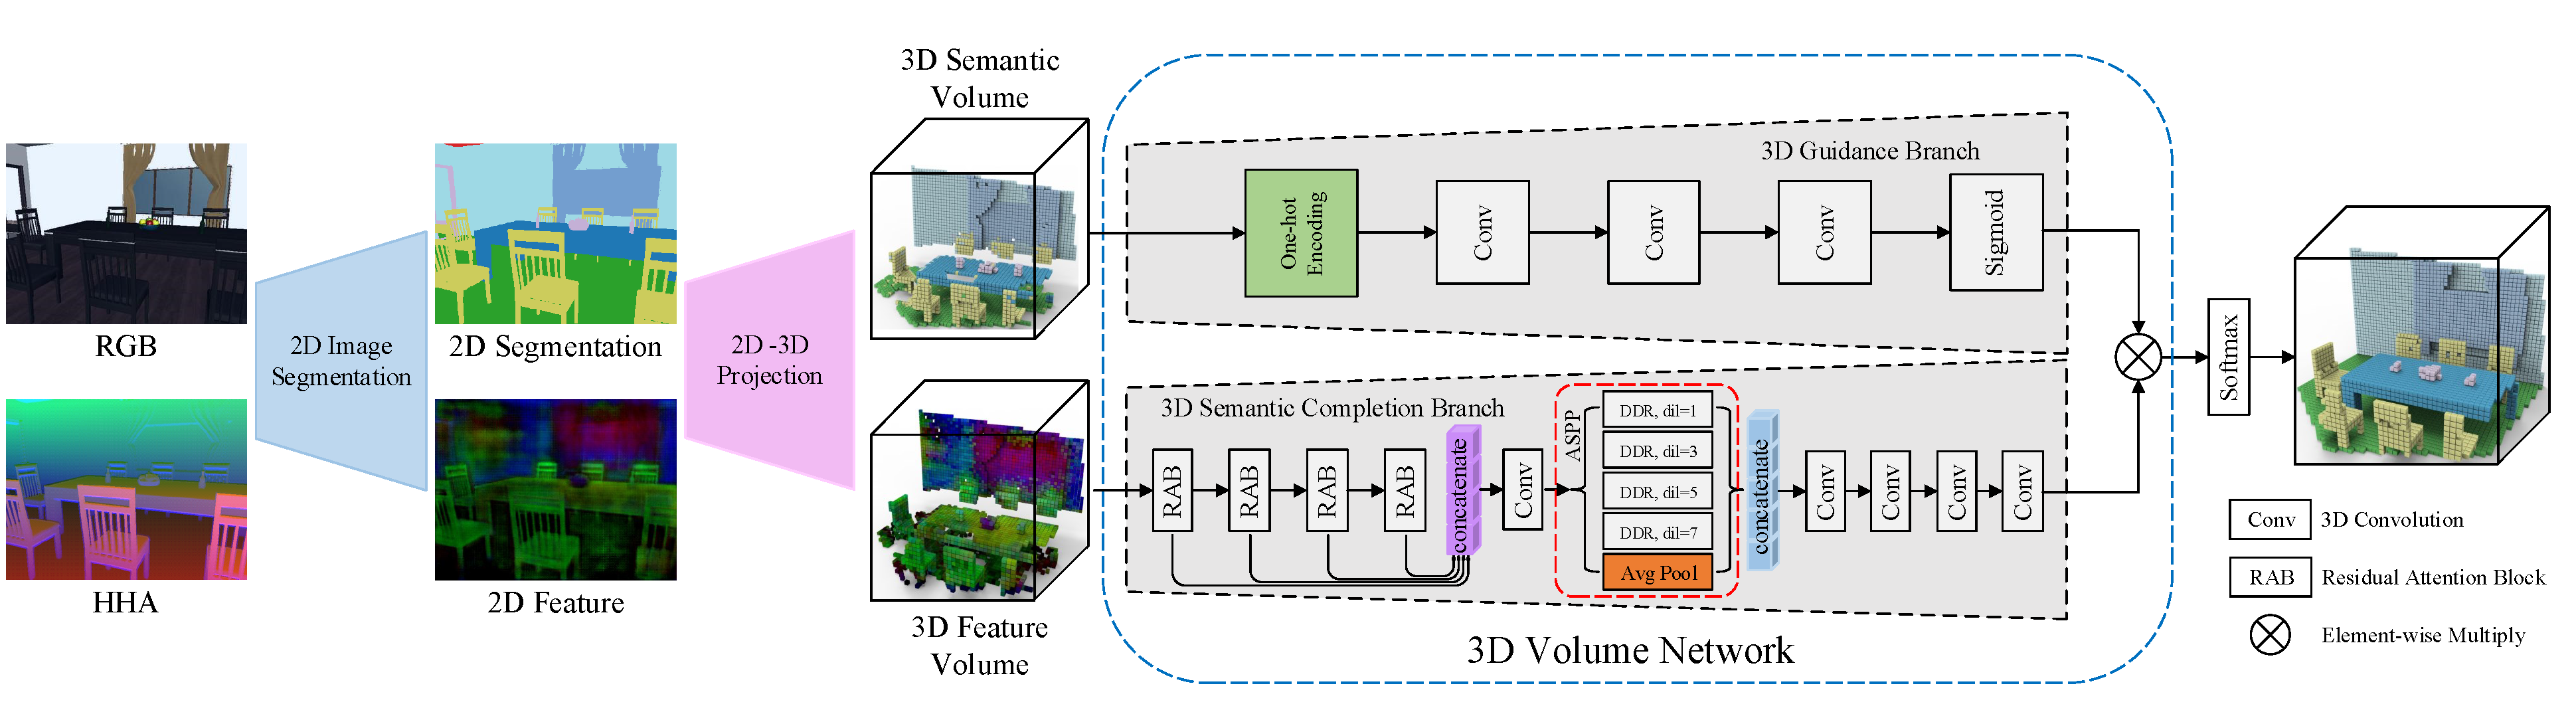 RGB
HHA
2D Image
Segmentation
2D Segmentation
2D Feature
2D -3D
Projection
3D Semantic
Volume
3D Feature
Volume
3D Guidance Branch
One-hot
Encoding
Conv
Conv
Conv
Sigmoid
3D Semantic Completion Branch
RAB
RAB
RAB
RAB
concatenate
Conv
ASPP
DDR, dil=1
DDR, dil=3
DDR, dil=5
DDR, dil=7
Avg Pool
concatenate
Conv
Conv
Conv
Conv
3D Volume Network
Softmax
Conv 3D Convolution
RAB Residual Attention Block
Element-wise Multiply